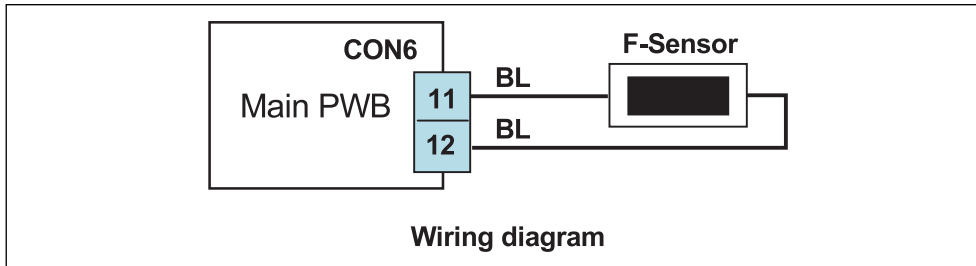 CON6
F-Sensor
Main PWB
11
BL
12
BL
Wiring diagram